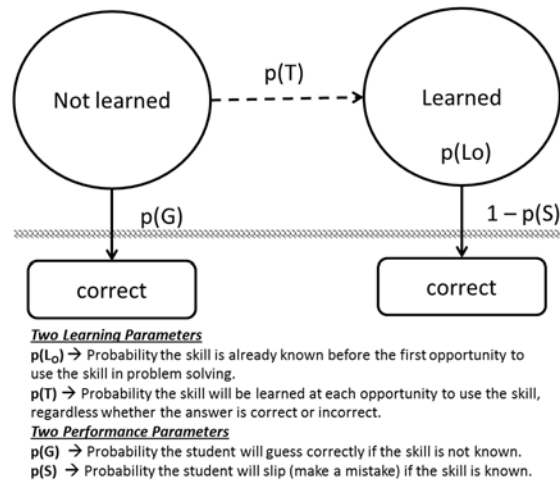 p(T)
Not learned
Learned
p(Lo)
p(G)
1 – p(S)
correct
correct
Two Learning Parameters
p(L₀) → Probability the skill is already known before the first opportunity to
use the skill in problem solving.
p(T) → Probability the skill will be learned at each opportunity to use the skill,
regardless whether the answer is correct or incorrect.
Two Performance Parameters
p(G) → Probability the student will guess correctly if the skill is not known.
p(S) → Probability the student will slip (make a mistake) if the skill is known.